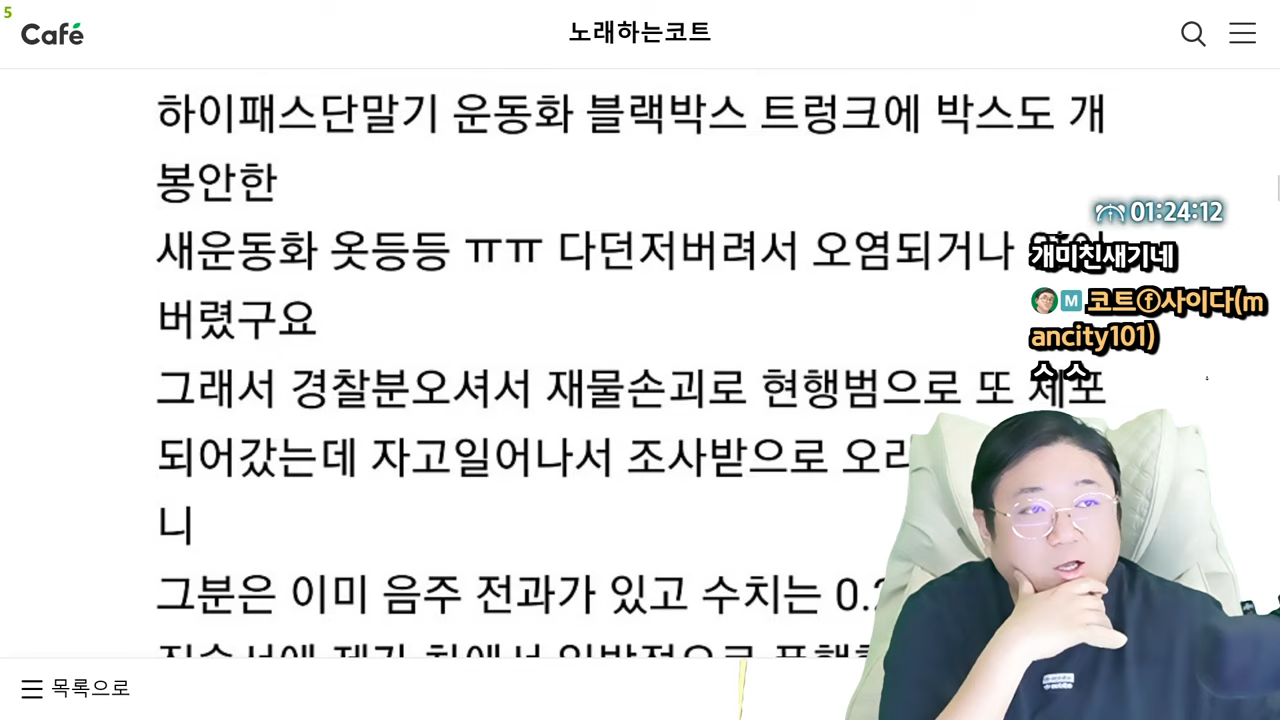 5
Café
노래하는코트
하이패스단말기 운동화 블랙박스 트렁크에 박스도 개
봉안한
새운동화 옷등등 ㅠㅠ 다던저버려서 오염되거나
버렸구요
그래서 경찰분오셔서 재물손괴로 현행범으로 또 체포
되어갔는데 자고일어나서 조사받으로 오라
니
그분은 이미 음주 전과가 있고 수치는 0.2
01:24:12
개미친새기네
M 코트ⓕ사이다(m
ancity101)
ㅅㅅ
목록으로